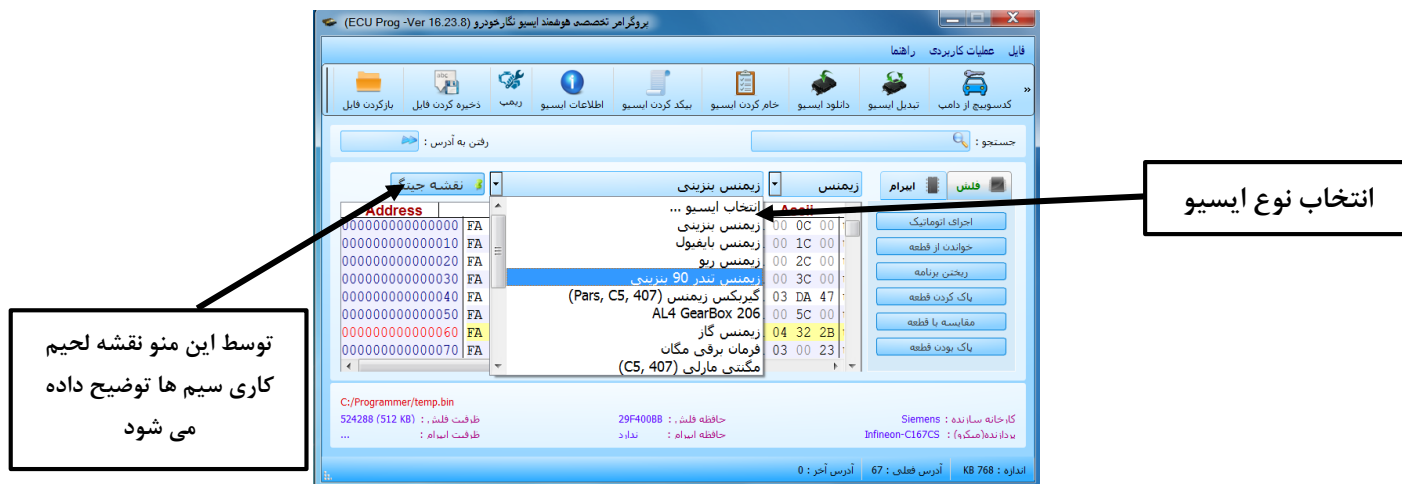 پروگرامر تخصصی هوشمند ایسیو نگار خودرو (ECU Prog -Ver 16.23.8)
فایل عملیات کاربردی راهنما
کدسوییچ از دامپ تبدیل ایسیو دانلود ایسیو خام کردن ایسیو بیکد کردن ایسیو اطلاعات ایسیو ریمپ ذخیره کردن فایل بازکردن فایل
جستجو : رفتن به آدرس :
فلش ایپرام زیمنس زیمنس بنزینی نقشه جیتگ
Address
انتخاب ایسیو ...
زیمنس بنزینی
زیمنس بایفیول
زیمنس ریو
زیمنس تندر 90 بنزینی
گیربکس زیمنس (Pars, C5, 407)
AL4 GearBox 206
زیمنس گاز
فرمان برقی مگان
مگنتی مارلی (C5, 407)
000000000000000 FA 00 0C 00
000000000000010 FA 00 1C 00
000000000000020 FA 00 2C 00
000000000000030 FA 00 3C 00
000000000000040 FA 03 DA 47
000000000000050 FA 00 5C 00
000000000000060 FA 04 32 2B
000000000000070 FA 03 00 23
اجرای اتوماتیک
خواندن از قطعه
ریختن برنامه
پاک کردن قطعه
مقایسه با قطعه
پاک بودن قطعه
C:/Programmer/temp.bin
کارخانه سازنده : Siemens حافظه فلش : 29F400BB ظرفیت فلش : 524288 (512 KB)
پردازنده(میکرو) : Infineon-C167CS حافظه ایپرام : ندارد ظرفیت ایپرام : ...
اندازه : 768 KB آدرس فعلی : 67 آدرس آخر : 0
انتخاب نوع ایسیو
توسط این منو نقشه لحیم
کاری سیم ها توضیح داده
می شود